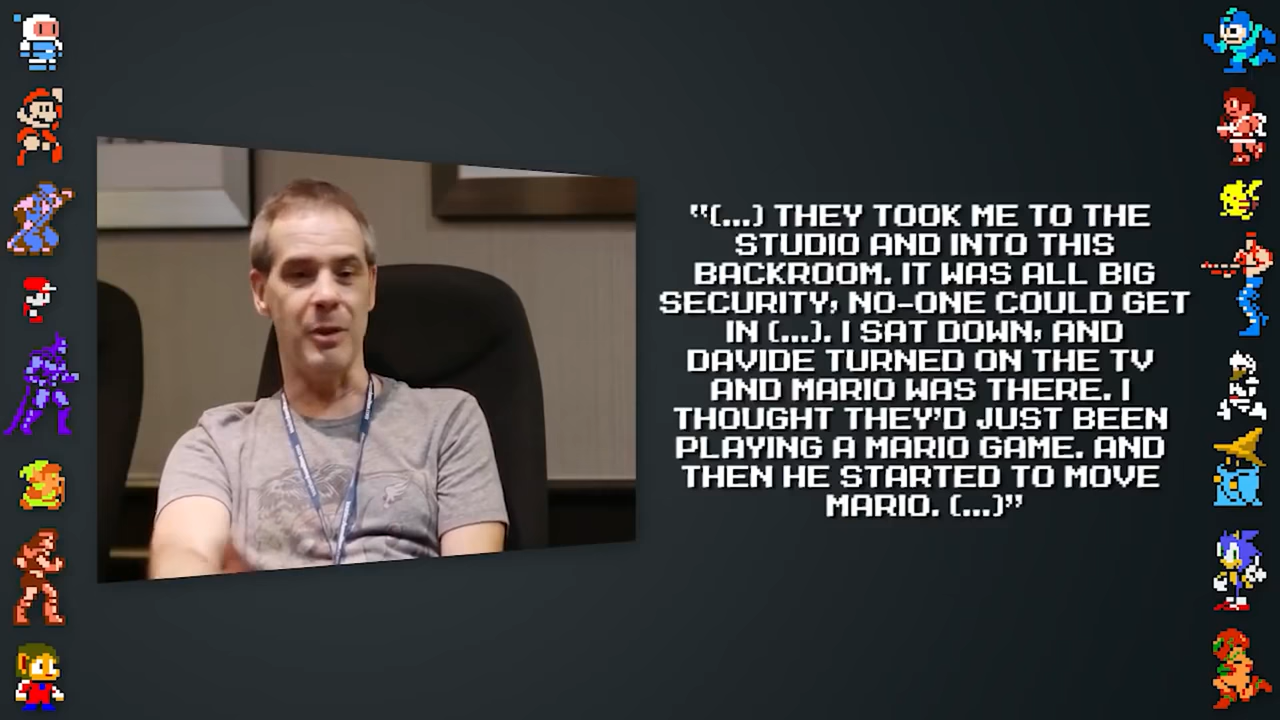 "(...) THEY TOOK ME TO THE
STUDIO AND INTO THIS
BACKROOM. IT WAS ALL BIG
SECURITY, NO-ONE COULD GET
IN (...). I SAT DOWN, AND
DAVIDE TURNED ON THE TV
AND MARIO WAS THERE. I
THOUGHT THEY'D JUST BEEN
PLAYING A MARIO GAME. AND
THEN HE STARTED TO MOVE
MARIO. (...)"